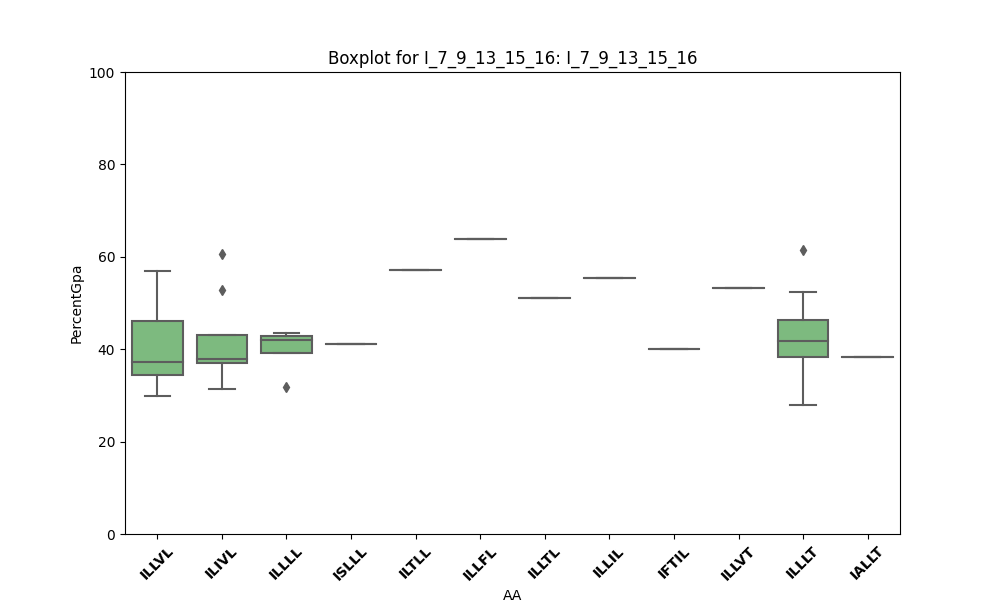 Boxplot for I_7_9_13_15_16: I_7_9_13_15_16
100
80
60
40
20
0
PercentGpa
ILLVL ILIVL ILLLL ISLLL ILTLL ILLFL ILLTL ILLIL IFTIL ILLVT ILLLT IALLT
AA